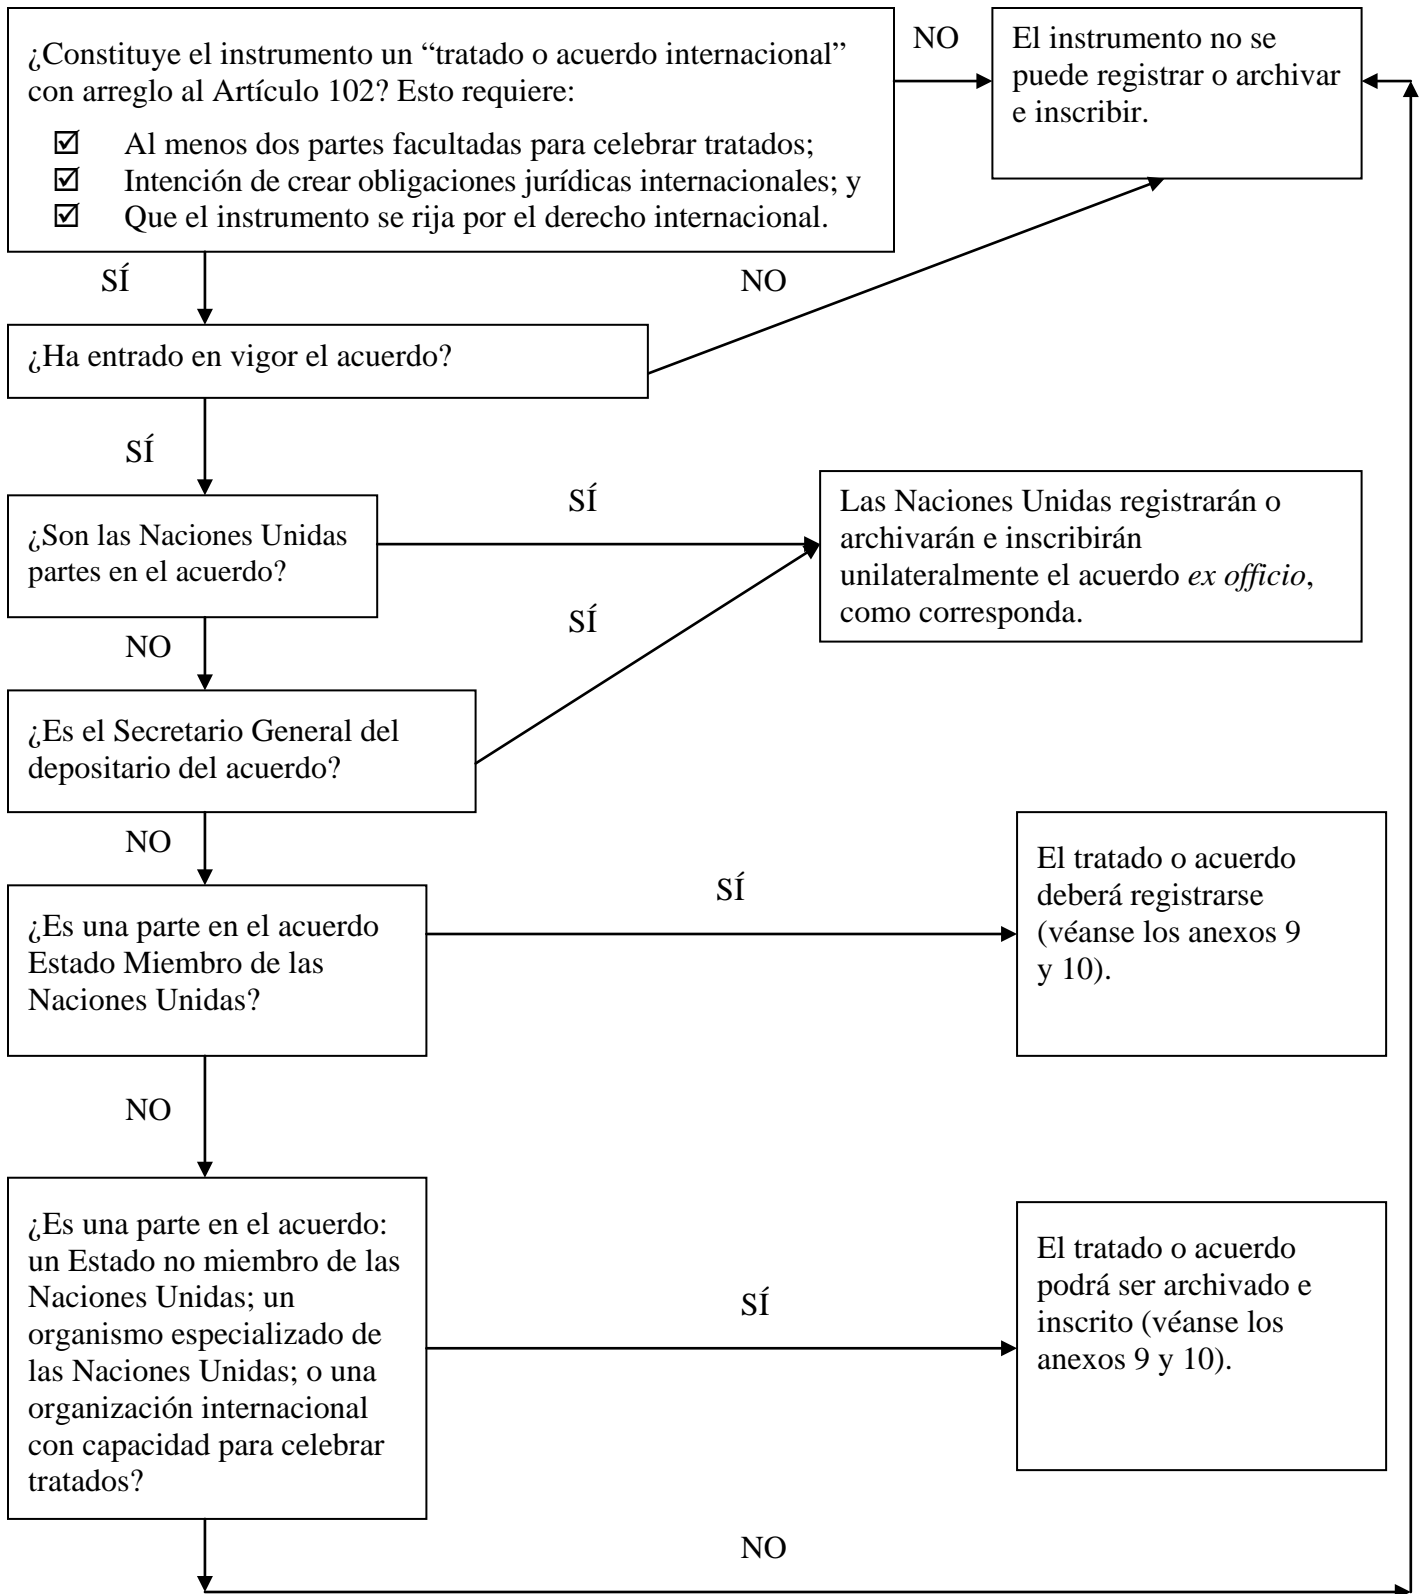 ¿Constituye el instrumento un “tratado o acuerdo internacional”
con arreglo al Artículo 102? Esto requiere:
☑ Al menos dos partes facultadas para celebrar tratados;
☑ Intención de crear obligaciones jurídicas internacionales; y
☑ Que el instrumento se rija por el derecho internacional.
NO
El instrumento no se
puede registrar o archivar
e inscribir.
SÍ
NO
¿Ha entrado en vigor el acuerdo?
SÍ
¿Son las Naciones Unidas
partes en el acuerdo?
SÍ
Las Naciones Unidas registrarán o
archivarán e inscribirán
unilateralmente el acuerdo ex officio,
como corresponda.
SÍ
NO
¿Es el Secretario General del
depositario del acuerdo?
NO
¿Es una parte en el acuerdo
Estado Miembro de las
Naciones Unidas?
SÍ
El tratado o acuerdo
deberá registrarse
(véanse los anexos 9
y 10).
NO
¿Es una parte en el acuerdo:
un Estado no miembro de las
Naciones Unidas; un
organismo especializado de
las Naciones Unidas; o una
organización internacional
con capacidad para celebrar
tratados?
SÍ
El tratado o acuerdo
podrá ser archivado e
inscrito (véanse los
anexos 9 y 10).
NO